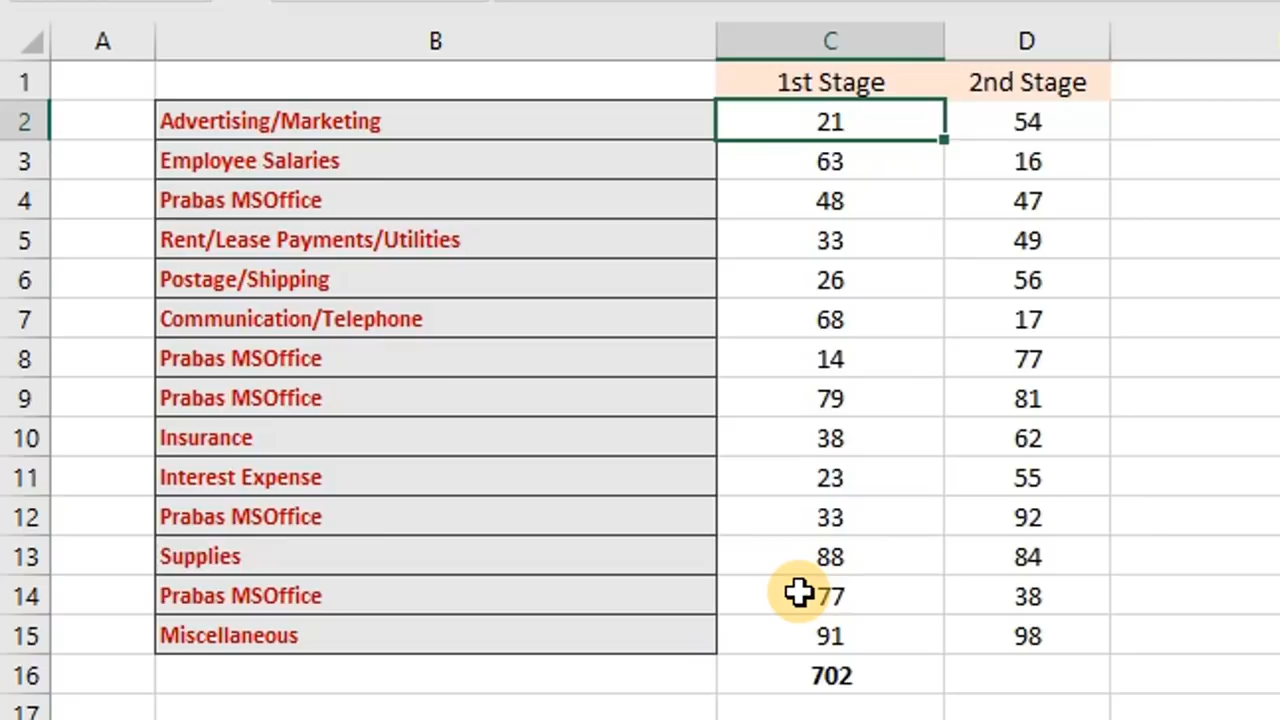 A B C D
1 1st Stage 2nd Stage
2 Advertising/Marketing 21 54
3 Employee Salaries 63 16
4 Prabas MSOffice 48 47
5 Rent/Lease Payments/Utilities 33 49
6 Postage/Shipping 26 56
7 Communication/Telephone 68 17
8 Prabas MSOffice 14 77
9 Prabas MSOffice 79 81
10 Insurance 38 62
11 Interest Expense 23 55
12 Prabas MSOffice 33 92
13 Supplies 88 84
14 Prabas MSOffice 77 38
15 Miscellaneous 91 98
16 702
17